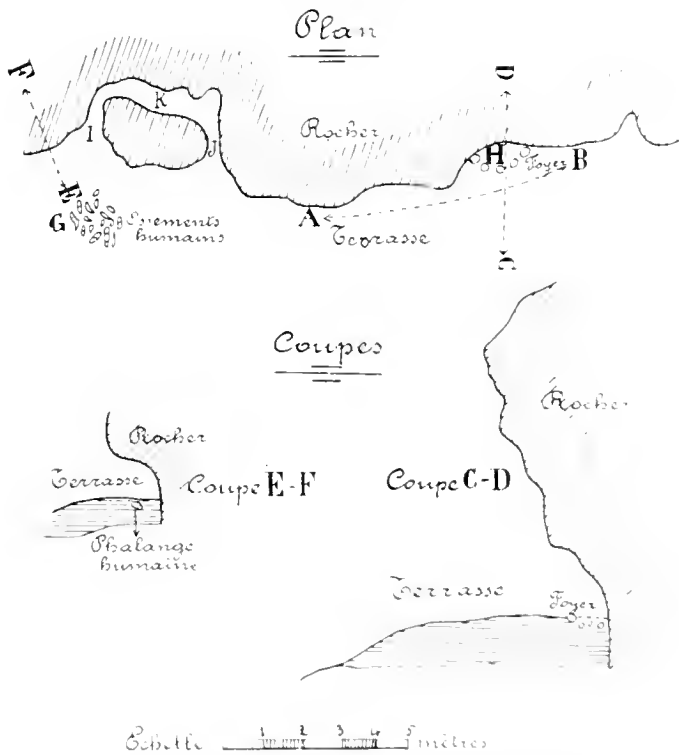 Plan
F
D
K
I
J
Rocher
H
Foyer
B
E
G
Ossements
humains
A
Terrasse
C
Coupes
Rocher
Rocher
Terrasse
Coupe E-F
Coupe C-D
Phalange
humaine
Terrasse
Foyer
Echelle 1 2 3 4 5 mètres